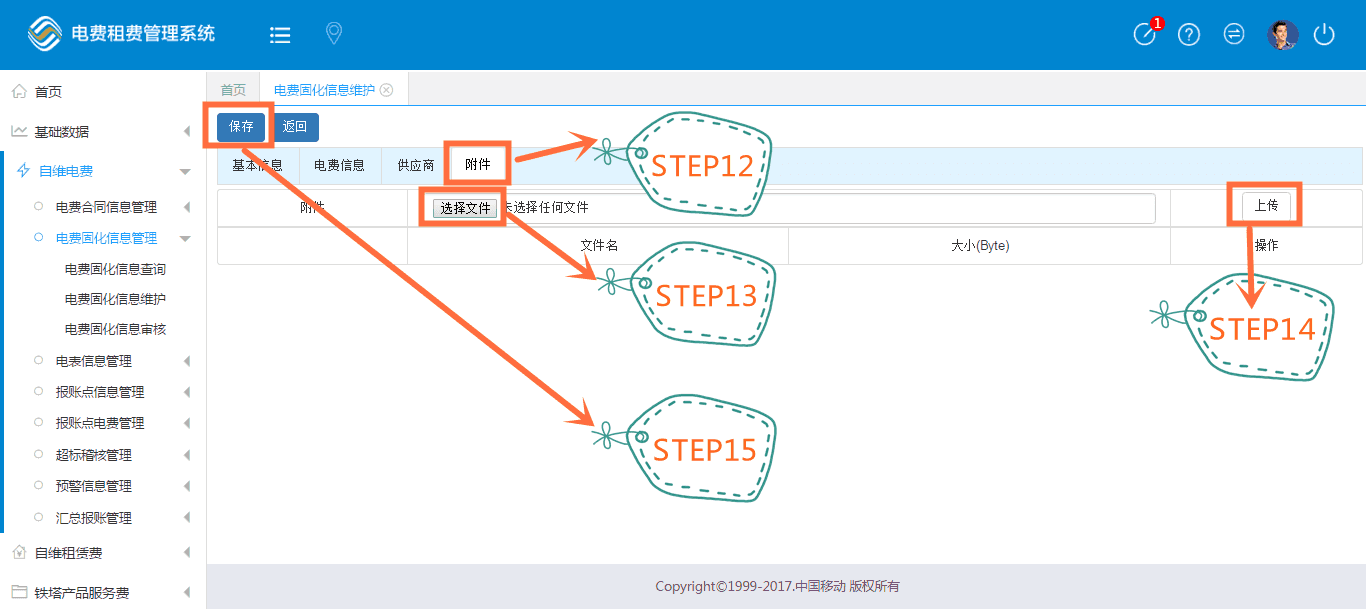 电费租费管理系统
1
首页
基础数据
自维电费
电费合同信息管理
电费固化信息管理
电费固化信息查询
电费固化信息维护
电费固化信息审核
电表信息管理
报账点信息管理
报账点电费管理
超标稽核管理
预警信息管理
汇总报账管理
自维租赁费
铁塔产品服务费
首页 电费固化信息维护
保存 返回
基本信息 电费信息 供应商 附件
STEP12
附件 选择文件 未选择任何文件 上传
文件名 大小(Byte) 操作
STEP13
STEP14
STEP15
Copyright©1999-2017.中国移动 版权所有